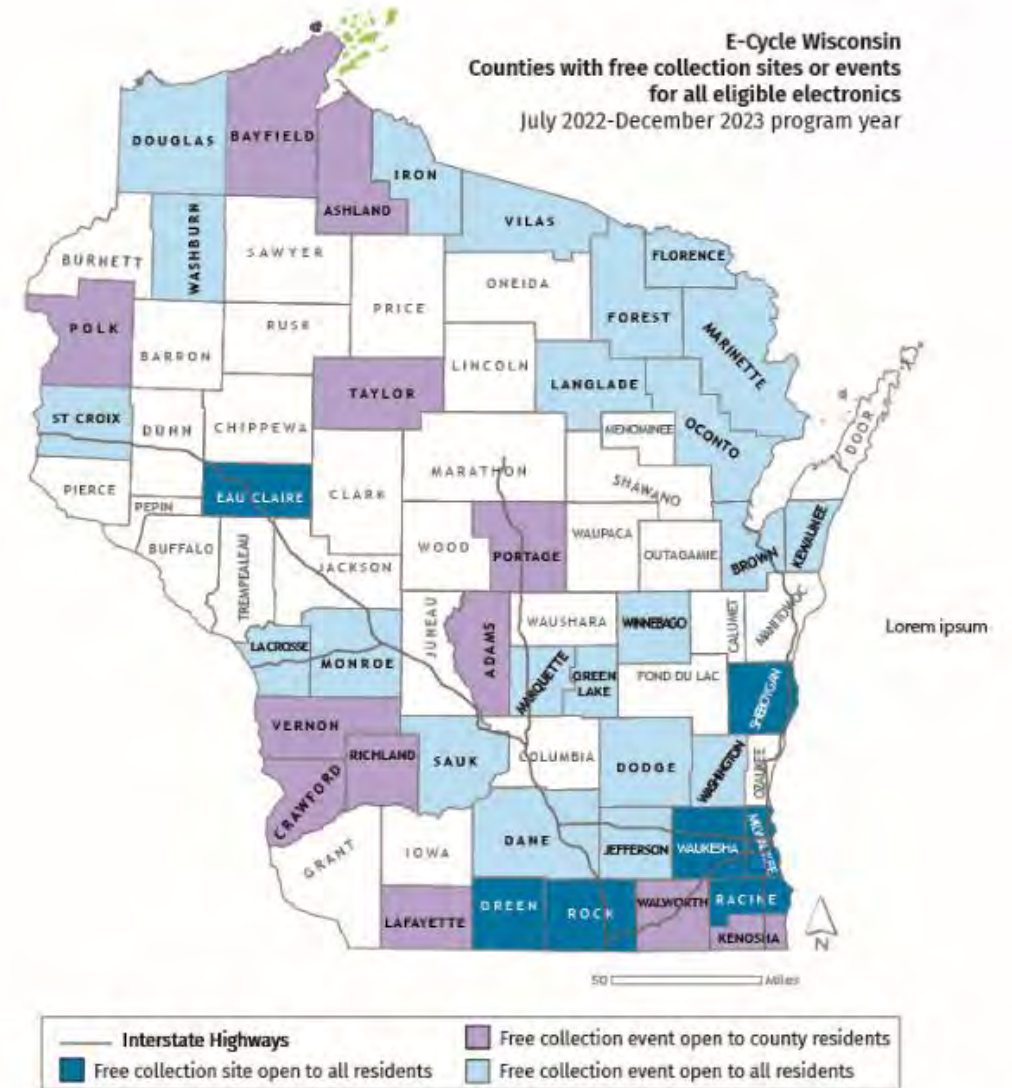 E-Cycle Wisconsin
Counties with free collection sites or events
for all eligible electronics
July 2022-December 2023 program year
DOUGLAS
BAYFIELD
ASHLAND
IRON
VILAS
FLORENCE
BURNETT
WASHBURN
SAWYER
PRICE
ONEIDA
FOREST
MARINETTE
POLK
BARRON
RUSK
TAYLOR
LINCOLN
LANGLADE
OCONTO
DOOR
ST CROIX
DUNN
CHIPPEWA
MARATHON
MENOMINEE
SHAWANO
PIERCE
PEPIN
EAU CLAIRE
CLARK
BUFFALO
TREMPEALEAU
JACKSON
WOOD
PORTAGE
WAUPACA
OUTAGAMIE
BROWN
KEWAUNEE
LA CROSSE
MONROE
JUNEAU
ADAMS
WAUSHARA
WINNEBAGO
CALUMET
MANITOWOC
Lorem ipsum
MARQUETTE
GREEN
LAKE
FOND DU LAC
SHEBOYGAN
VERNON
RICHLAND
CRAWFORD
SAUK
COLUMBIA
DODGE
WASHINGTON
OZAUKEE
GRANT
IOWA
DANE
JEFFERSON
WAUKESHA
MILWAUKEE
LAFAYETTE
GREEN
ROCK
WALWORTH
RACINE
KENOSHA
N
50 Miles
Interstate Highways
Free collection site open to all residents
Free collection event open to county residents
Free collection event open to all residents